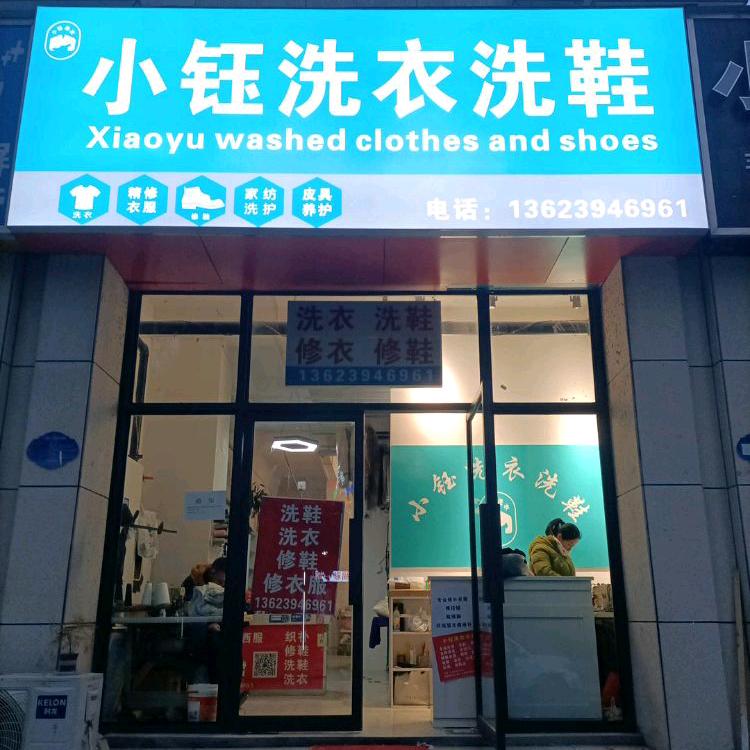 小钰洗衣洗鞋
Xiaoyu washed clothes and shoes
洗衣
精修
衣服
家纺
洗护
皮具
养护
电话：13623946961
洗衣 洗鞋
修衣 修鞋
13623946961
小钰洗衣洗鞋
洗鞋
洗衣
修鞋
修衣服
13623946961
西服
织补
修鞋
洗鞋
洗衣
KELON